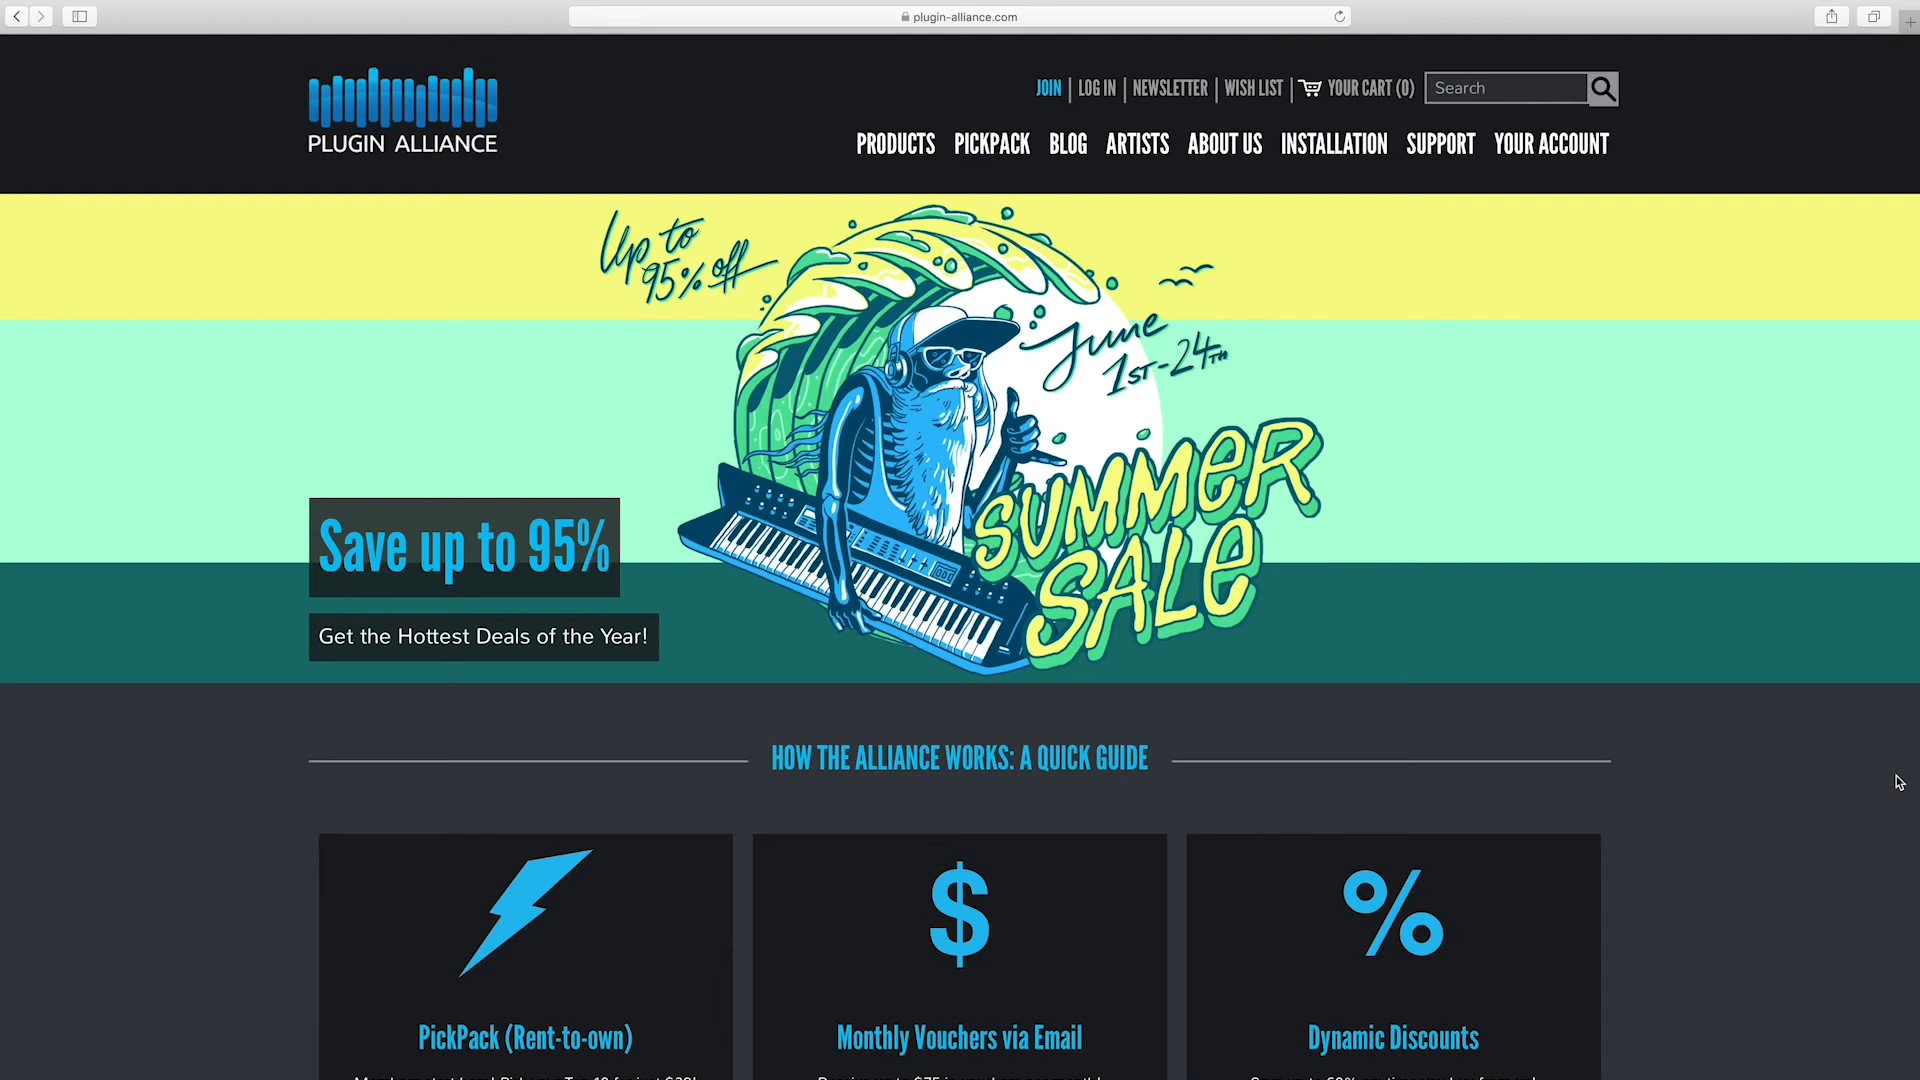 plugin-alliance.com
PLUGIN ALLIANCE
JOIN | LOG IN | NEWSLETTER | WISH LIST | YOUR CART (0) Search
PRODUCTS PICKPACK BLOG ARTISTS ABOUT US INSTALLATION SUPPORT YOUR ACCOUNT
Up to
95% off
June
1ST-24TH
SUMMER
SALE
Save up to 95%
Get the Hottest Deals of the Year!
HOW THE ALLIANCE WORKS: A QUICK GUIDE
$
%
PickPack (Rent-to-own)
Monthly Vouchers via Email
Dynamic Discounts